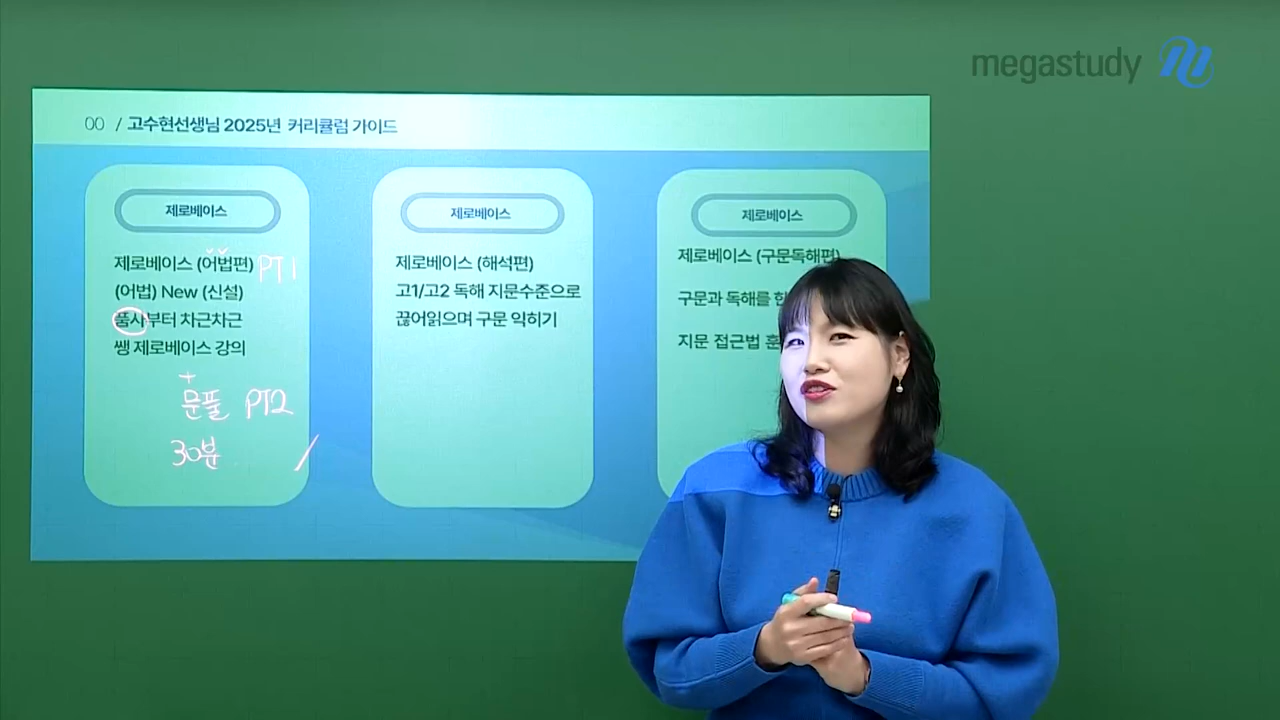 megastudy
00 / 고수현선생님 2025년 커리큘럼 가이드
제로베이스
제로베이스 (어법편) PT1
(어법) New (신설)
품사부터 차근차근
쌩 제로베이스 강의
+
문풀 PT2
30분
제로베이스
제로베이스 (해석편)
고1/고2 독해 지문수준으로
끊어읽으며 구문 익히기
제로베이스
제로베이스 (구문독해편)
구문과 독해를 한
지문 접근법 훈